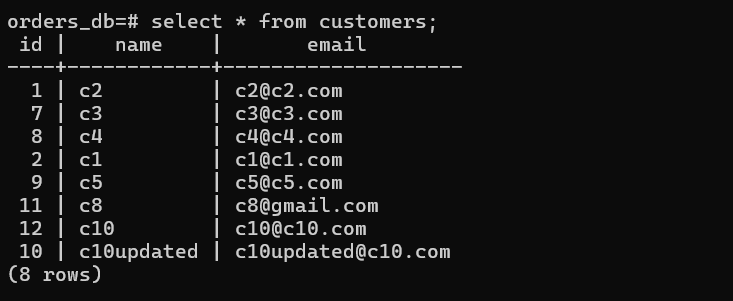 orders_db=# select * from customers;
 id |    name    |       email
----+------------+--------------------
  1 | c2         | c2@c2.com
  7 | c3         | c3@c3.com
  8 | c4         | c4@c4.com
  2 | c1         | c1@c1.com
  9 | c5         | c5@c5.com
 11 | c8         | c8@gmail.com
 12 | c10        | c10@c10.com
 10 | c10updated | c10updated@c10.com
(8 rows)